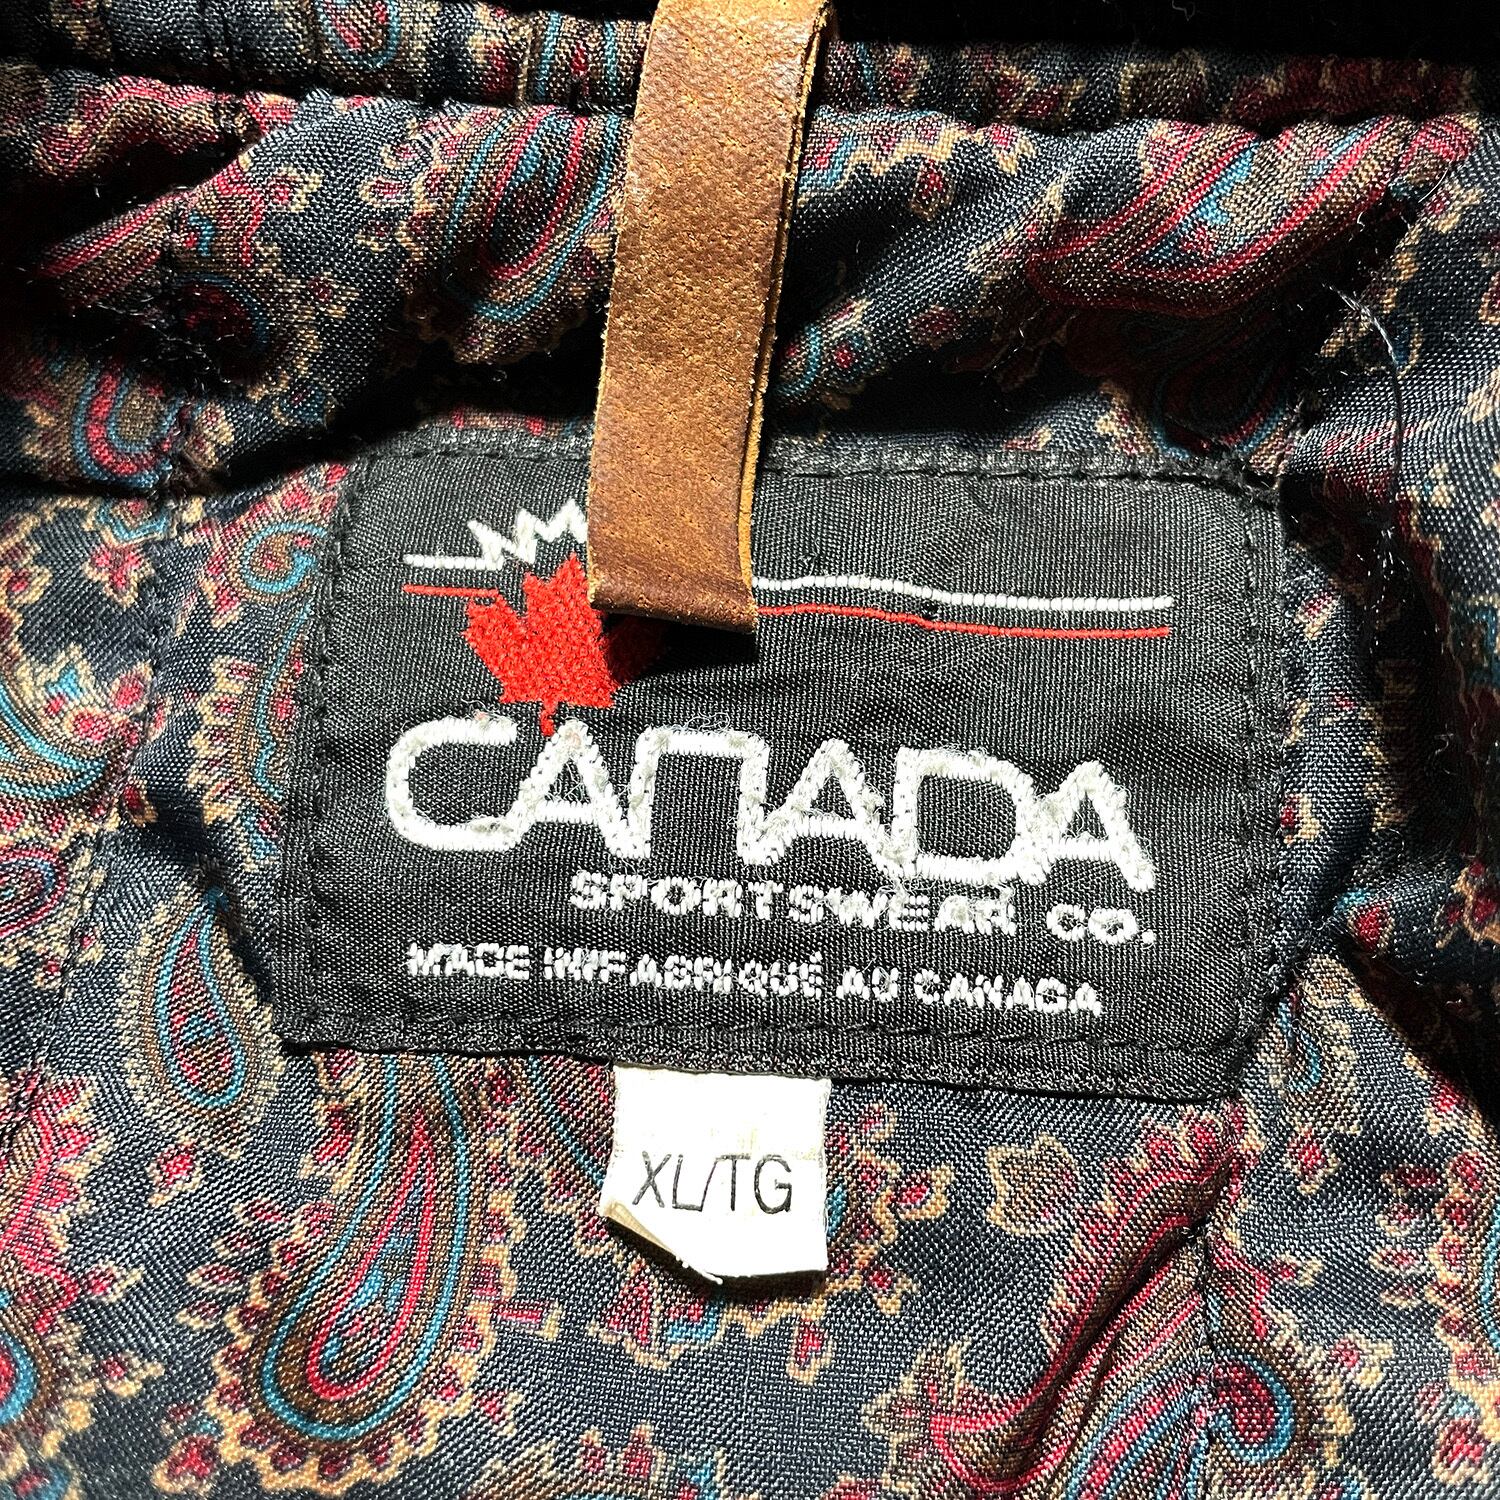 CANADA
SPORTSWEAR CO.
MADE IN/FABRIQUÉ AU CANADA
XL/TG